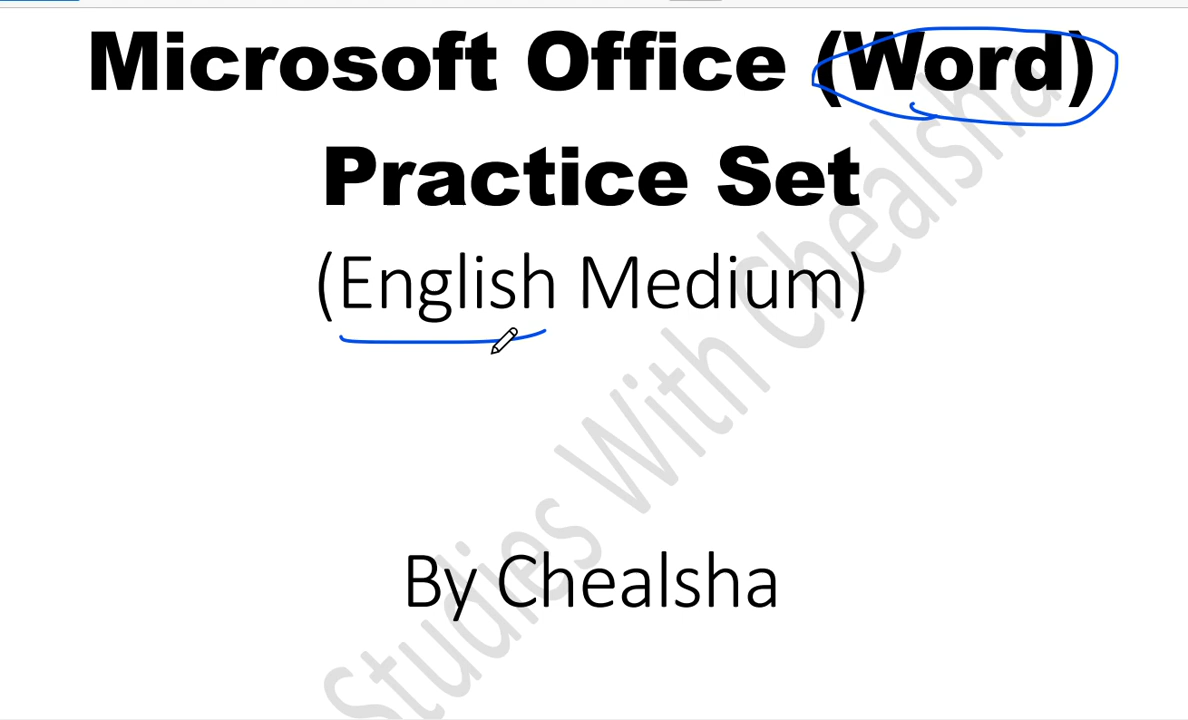 Microsoft Office (Word)
Practice Set
(English Medium)
By Chealsha
Studies With Chealsha